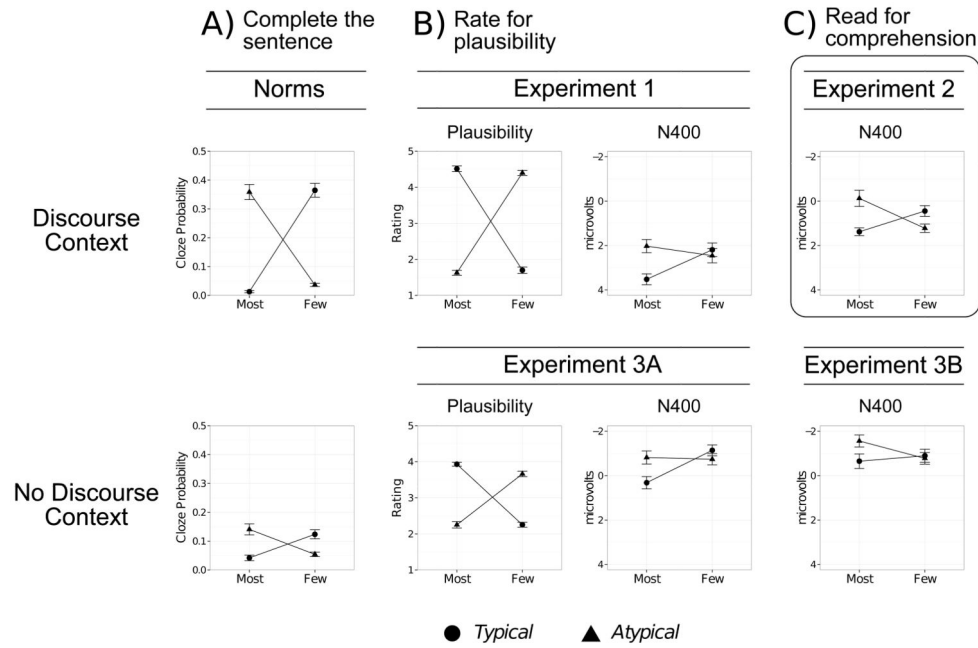 A) Complete the
sentence
B) Rate for
plausibility
C) Read for
comprehension
Norms
Experiment 1
Experiment 2
Plausibility
N400
N400
Discourse
Context
Cloze Probability
0.5
0.4
0.3
0.2
0.1
0.0
Most Few
Rating
5
4
3
2
1
Most Few
microvolts
−2
0
2
4
Most Few
microvolts
−2
0
2
4
Most Few
Experiment 3A
Experiment 3B
Plausibility
N400
N400
No Discourse
Context
Cloze Probability
0.5
0.4
0.3
0.2
0.1
0.0
Most Few
Rating
5
4
3
2
1
Most Few
microvolts
−2
0
2
4
Most Few
microvolts
−2
0
2
4
Most Few
Typical Atypical